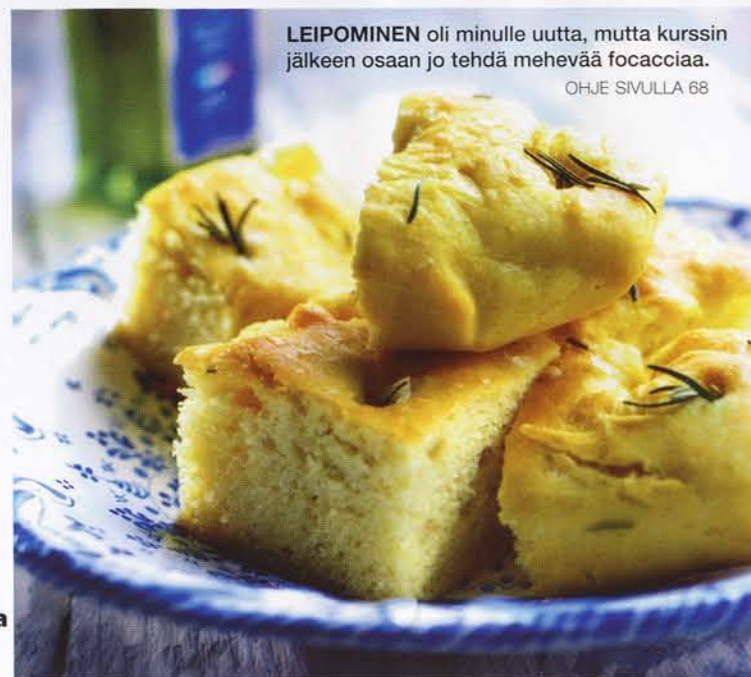 LEIPOMINEN oli minulle uutta, mutta kurssin
jälkeen osaan jo tehdä mehevää focacciaa.
OHJE SIVULLA 68
a